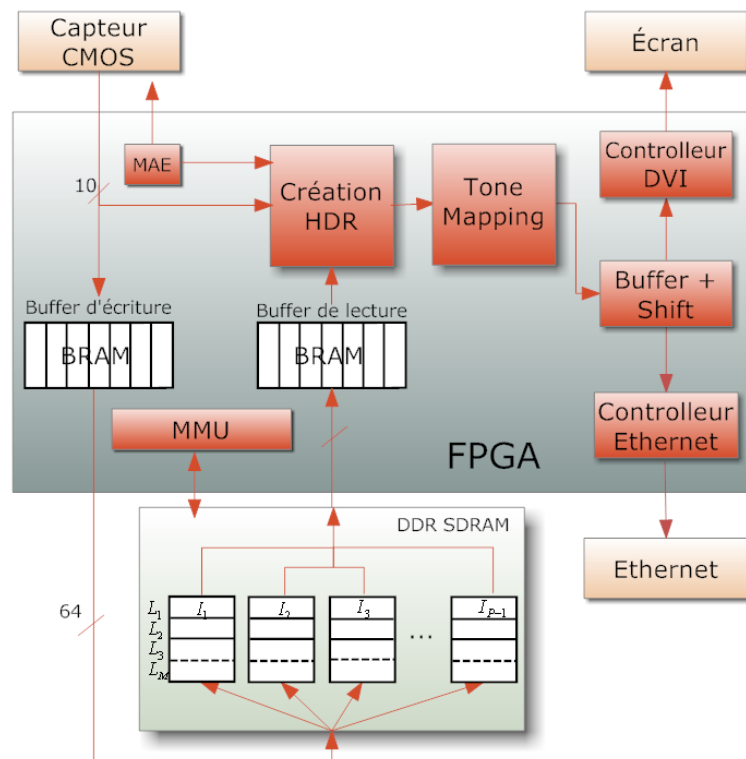 Capteur
CMOS
Écran
MAE
10
Création
HDR
Tone
Mapping
Controlleur
DVI
Buffer d'écriture
BRAM
Buffer de lecture
BRAM
Buffer +
Shift
MMU
Controlleur
Ethernet
FPGA
DDR SDRAM
Ethernet
64
L1 I1 I2 I3 IP-1
L2
L3 ...
LM